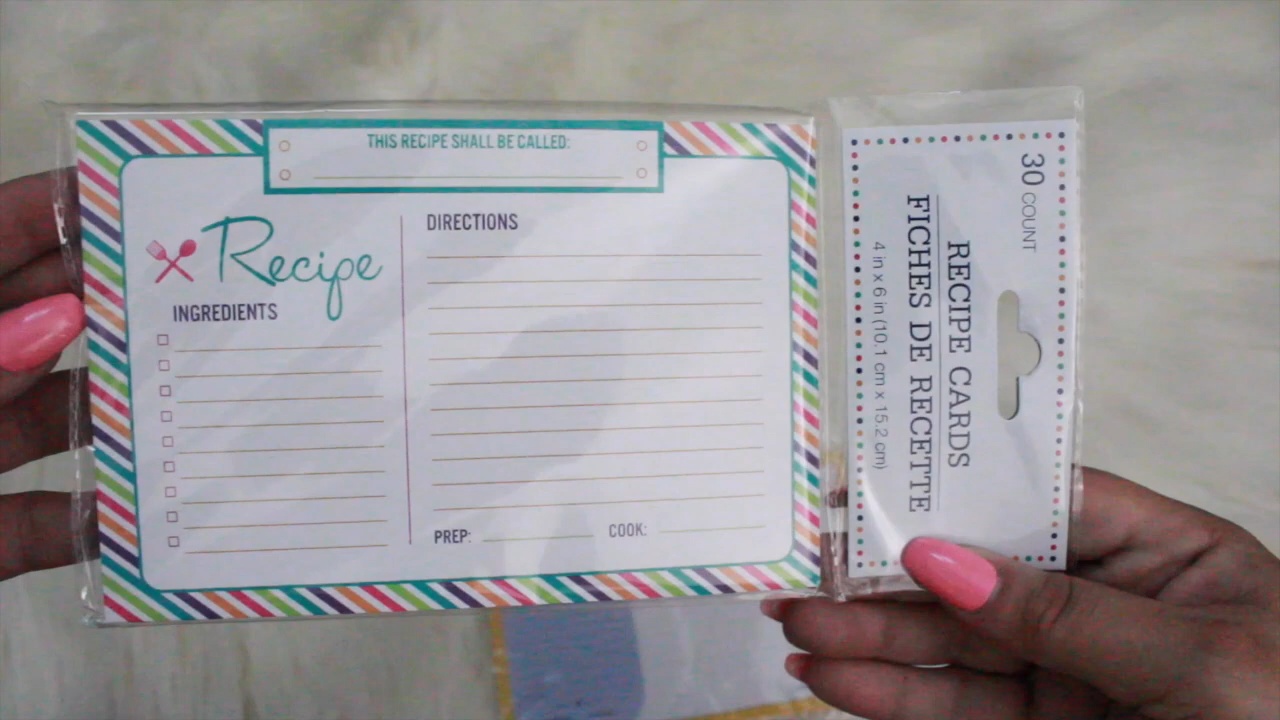 THIS RECIPE SHALL BE CALLED:
Recipe
INGREDIENTS
DIRECTIONS
PREP:
COOK:
30 COUNT
RECIPE CARDS
FICHES DE RECETTE
4 in x 6 in (10.1 cm x 15.2 cm)